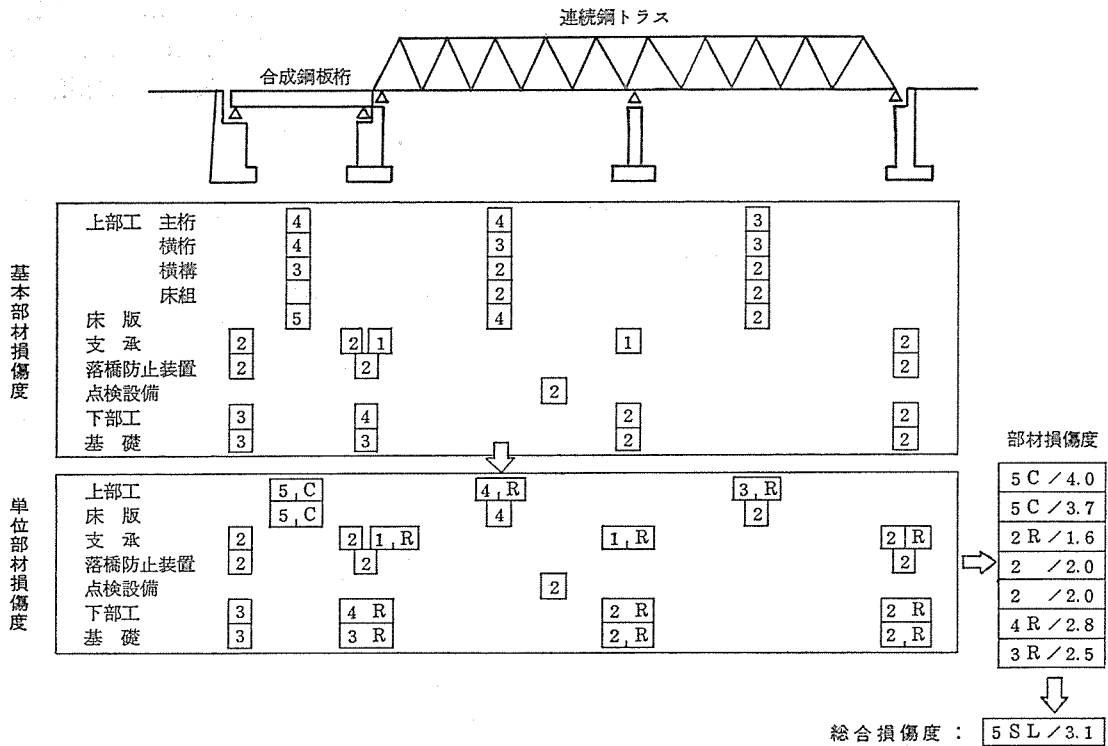 連続鋼トラス
合成鋼板桁
基本部材損傷度
上部工 主桁 4 4 3
横桁 4 3 3
横構 3 2 2
床組 2 2
床版 5 4 2
支承 2 2 1 1 2
落橋防止装置 2 2 2
点検設備 2
下部工 3 4 2 2
基礎 3 3 2 2
単位部材損傷度
上部工 5,C 4,R 3,R
床版 5,C 4 2
支承 2 2 1,R 1,R 2 R
落橋防止装置 2 2 2
点検設備 2
下部工 3 4 R 2 R 2 R
基礎 3 3 R 2,R 2,R
部材損傷度
5 C / 4.0
5 C / 3.7
2 R / 1.6
2 / 2.0
2 / 2.0
4 R / 2.8
3 R / 2.5
総合損傷度 : 5 S L / 3.1